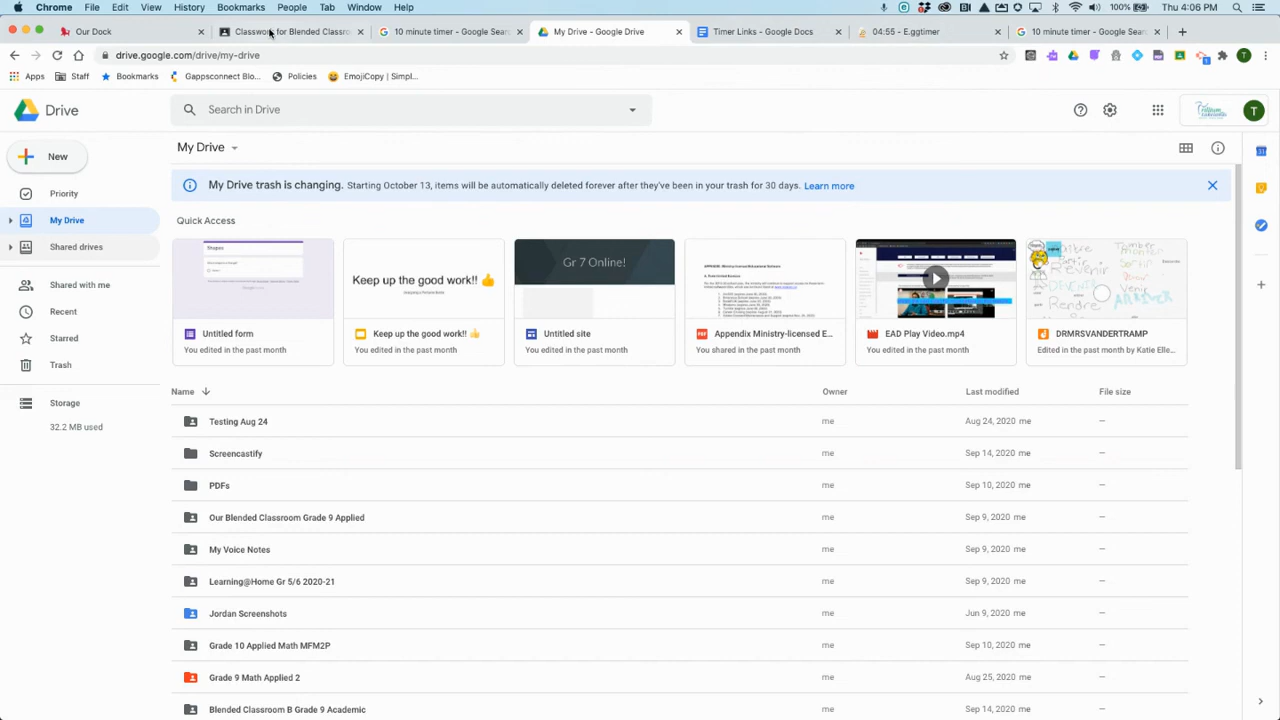 Chrome File Edit View History Bookmarks People Tab Window Help 100% Thu 4:06 PM
Our Dock Classwork for Blended Classro 10 minute timer - Google Sear My Drive - Google Drive Timer Links - Google Docs 04:55 - E.ggtimer 10 minute timer - Google Sear
drive.google.com/drive/my-drive T
Apps Staff Bookmarks Gappsconnect Blo... Policies EmojiCopy | Simpl...
Drive Search in Drive T
New
My Drive
Priority
My Drive
Shared drives
Shared with me
Recent
Starred
Trash
Storage
32.2 MB used
My Drive trash is changing. Starting October 13, items will be automatically deleted forever after they've been in your trash for 30 days. Learn more
Quick Access
Shapes
Keep up the good work!! 👍
Gr 7 Online!
Untitled form
You edited in the past month
Keep up the good work!! 👍
You edited in the past month
Untitled site
You edited in the past month
Appendix Ministry-licensed E...
You shared in the past month
EAD Play Video.mp4
You edited in the past month
DRMRSVANDERTRAMP
Edited in the past month by Katie Elle...
Name Owner Last modified File size
Testing Aug 24 me Aug 24, 2020 me –
Screencastify me Sep 14, 2020 me –
PDFs me Sep 10, 2020 me –
Our Blended Classroom Grade 9 Applied me Sep 9, 2020 me –
My Voice Notes me Sep 9, 2020 me –
Learning@Home Gr 5/6 2020-21 me Sep 9, 2020 me –
Jordan Screenshots me Jun 9, 2020 me –
Grade 10 Applied Math MFM2P me Sep 10, 2020 me –
Grade 9 Math Applied 2 me Aug 25, 2020 me –
Blended Classroom B Grade 9 Academic me Sep 14, 2020 me –